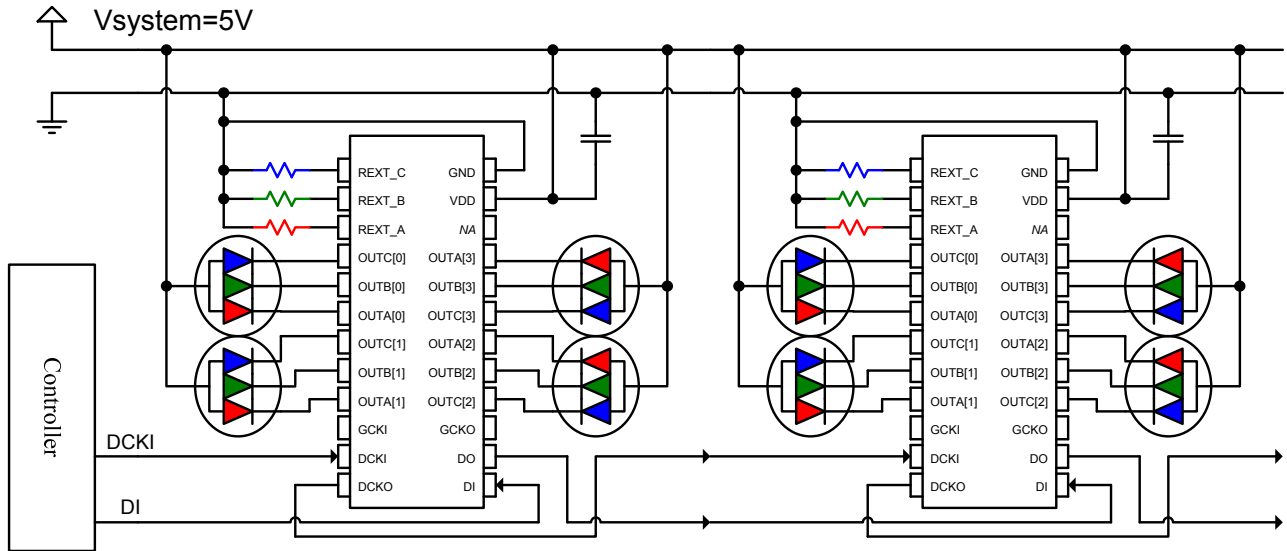 Vsystem=5V
REXT_C GND REXT_C GND
REXT_B VDD REXT_B VDD
REXT_A NA REXT_A NA
OUTC[0] OUTA[3] OUTC[0] OUTA[3]
OUTB[0] OUTB[3] OUTB[0] OUTB[3]
OUTA[0] OUTC[3] OUTA[0] OUTC[3]
OUTC[1] OUTA[2] OUTC[1] OUTA[2]
OUTB[1] OUTB[2] OUTB[1] OUTB[2]
OUTA[1] OUTC[2] OUTA[1] OUTC[2]
Controller
GCKI GCKO GCKI GCKO
DCKI DCKI DO DCKI DO
DCKO DI DCKO DI
DI